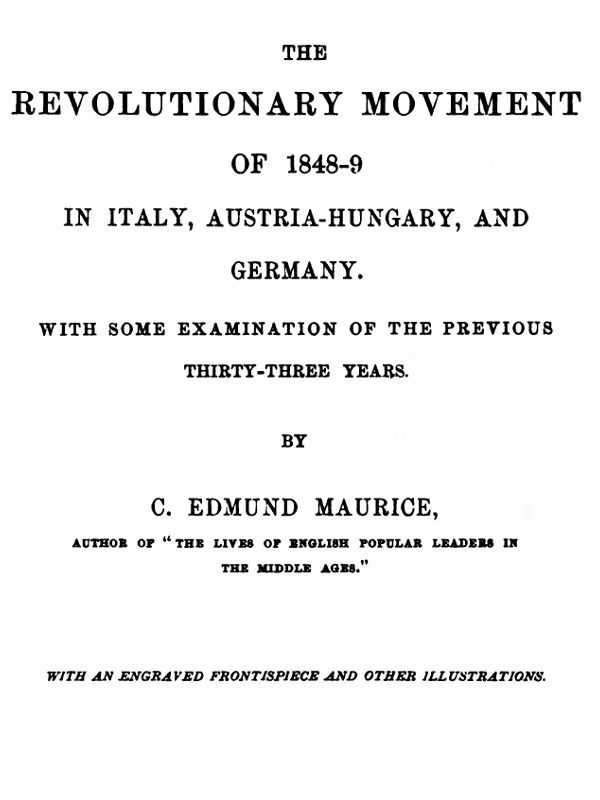 THE
REVOLUTIONARY MOVEMENT
OF 1848-9
IN ITALY, AUSTRIA-HUNGARY, AND
GERMANY.
WITH SOME EXAMINATION OF THE PREVIOUS
THIRTY-THREE YEARS.
BY
C. EDMUND MAURICE,
AUTHOR OF "THE LIVES OF ENGLISH POPULAR LEADERS IN
THE MIDDLE AGES."
WITH AN ENGRAVED FRONTISPIECE AND OTHER ILLUSTRATIONS.